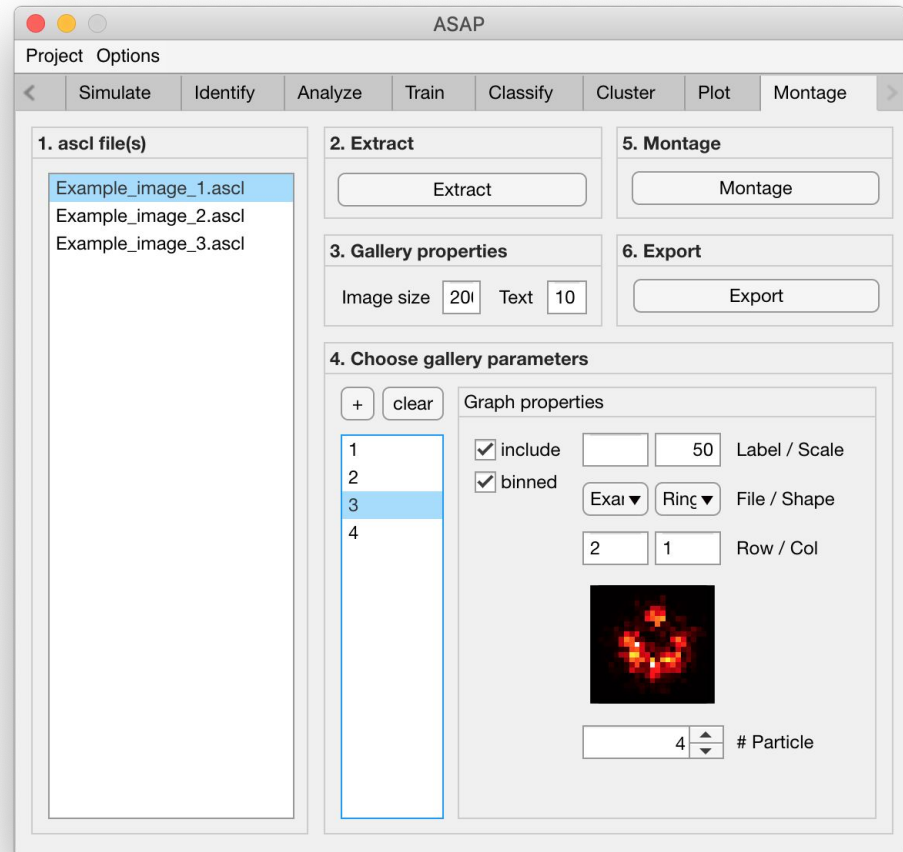 ASAP
Project Options
Simulate Identify Analyze Train Classify Cluster Plot Montage
1. ascl file(s)
Example_image_1.ascl
Example_image_2.ascl
Example_image_3.ascl
2. Extract
Extract
5. Montage
Montage
3. Gallery properties
Image size 200 Text 10
6. Export
Export
4. Choose gallery parameters
+ clear
1
2
3
4
Graph properties
include 50 Label / Scale
binned
Exar Ring File / Shape
2 1 Row / Col
4 # Particle